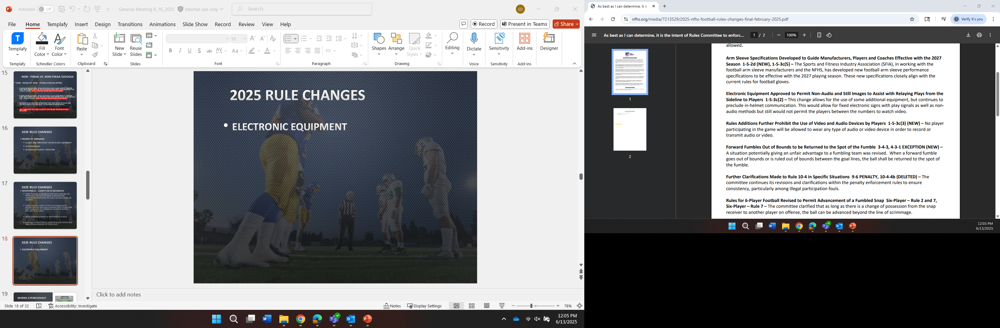 AutoSave Off General Meeting 6_16_2025 Internal use only Search SD
File Home Templafy Insert Design Transitions Animations Slide Show Record Review View Help Record Present in Teams Share
Templafy
Fill Color
Font Color
Paste
New Slide
Reuse Slides
16
Shapes Arrange Quick Styles
Editing
Dictate
Sensitivity
Add-ins
Designer
Templafy Schindler Colors Clipboard Slides Font Paragraph Drawing Voice Sensitivity Add-ins
15
NON - FHSAA VS. NON-FHSAA SCHOOLS
NON - FHSAA VS. NON - FHSAA SCHOOLS ATTIRE
16
2025 RULE CHANGES
POINTS OF EMPHASIS
ILLEGAL AND IMPROPERLY WORN PLAYER EQUIPMENT
SPORTSMANSHIP
DEFENSELESS PLAYER / TARGETING
17
2025 RULE CHANGES
MOUTHPIECES – CLARITY ON ATTACHMENTS
18
2025 RULE CHANGES
ELECTRONIC EQUIPMENT
19
ENDING A PERIOD/HALF
2025 RULE CHANGES
• ELECTRONIC EQUIPMENT
Click to add notes
Slide 18 of 32 Accessibility: Investigate Notes Display Settings 78%
12:05 PM
6/13/2025
As best as I can determine, it is
nfhs.org/media/7213529/2025-nfhs-football-rules-changes-final-february-2025.pdf Verify it's you
As best as I can determine, it is the intent of Rules Committee to enforc... 1 / 2 100%
1
2
allowed.
Arm Sleeve Specifications Developed to Guide Manufacturers, Players and Coaches Effective with the 2027
Season 1-5-2d (NEW), 1-5-3c(5) – The Sports and Fitness Industry Association (SFIA), in working with the
football arm sleeve manufacturers and the NFHS, has developed new football arm sleeve performance
specifications to be effective with the 2027 playing season. These new specifications closely align with the
current rules for football gloves.
Electronic Equipment Approved to Permit Non-Audio and Still Images to Assist with Relaying Plays from the
Sideline to Players 1-5-3c(2) – This change allows for the use of some additional equipment, but continues to
preclude in-helmet communication. This would allow for fixed electronic signs with play signals as well as non-
audio methods but still would not permit the players between the numbers to watch video.
Rules Additions Further Prohibit the Use of Video and Audio Devices by Players 1-5-3c(3) (NEW) – No player
participating in the game will be allowed to wear any type of audio or video device in order to record or
transmit audio or video.
Forward Fumbles Out of Bounds to be Returned to the Spot of the Fumble 3-4-3, 4-3-1 EXCEPTION (NEW) –
A situation potentially giving an unfair advantage to a fumbling team was revised. When a forward fumble
goes out of bounds or is ruled out of bounds between the goal lines, the ball shall be returned to the spot of
the fumble.
Further Clarifications Made to Rule 10-4 in Specific Situations 9-6 PENALTY, 10-4-4b (DELETED) – The
committee continues its revisions and clarifications within the penalty enforcement rules to ensure
consistency, particularly among illegal participation fouls.
Rules for 6-Player Football Revised to Permit Advancement of a Fumbled Snap Six-Player – Rule 2 and 7,
Six-Player – Rule 7 – The committee clarified that as long as there is a change of possession from the snap
receiver to another player on offense, the ball can be advanced beyond the line of scrimmage.
12:05 PM
6/13/2025